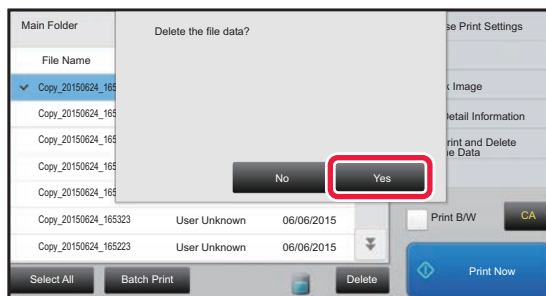 Main Folder
Delete the file data?
se Print Settings
File Name
Copy_20150624_165
Image
Copy_20150624_165
etail Information
Copy_20150624_165
rint and Delete
e Data
Copy_20150624_165
No
Yes
Copy_20150624_165
Copy_20150624_165323 User Unknown 06/06/2015
Print B/W
CA
Copy_20150624_165223 User Unknown 06/06/2015
Select All
Batch Print
Delete
Print Now